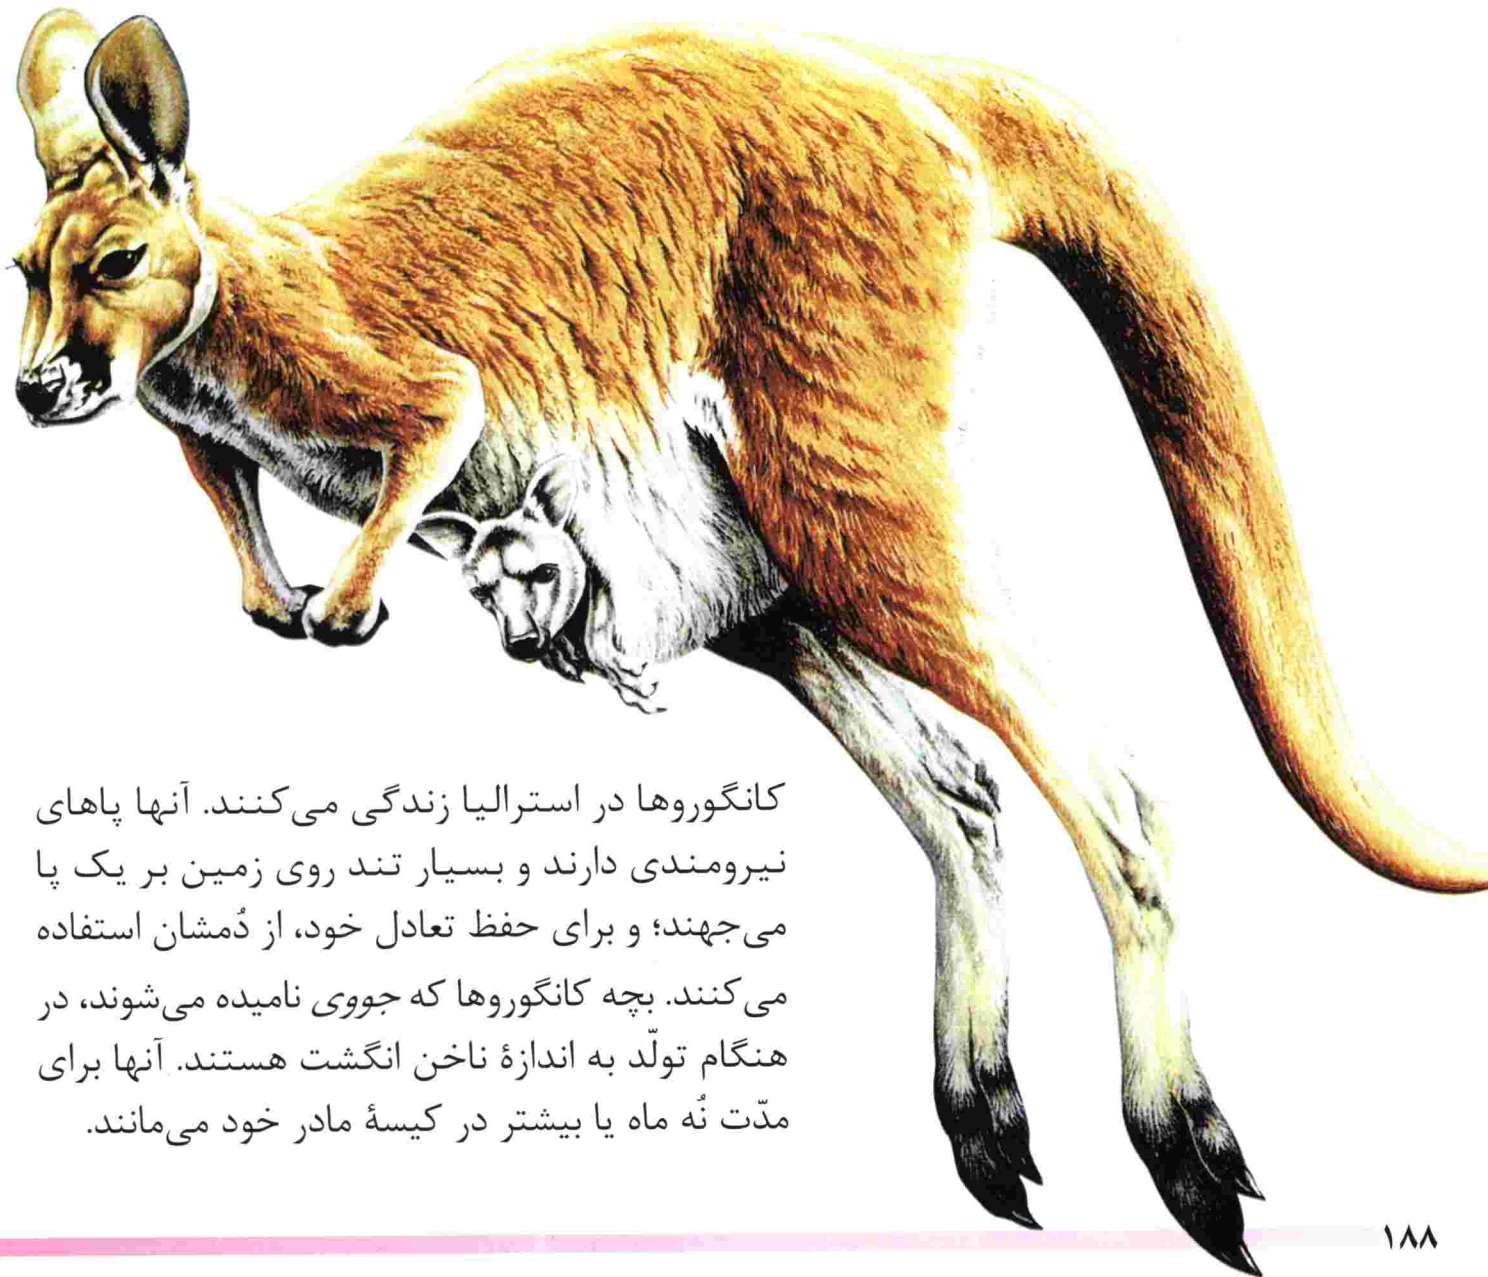 کانگوروها در استرالیا زندگی می‌کنند. آنها پاهای
نیرومندی دارند و بسیار تند روی زمین بر یک پا
می‌جهند؛ و برای حفظ تعادل خود، از دُمشان استفاده
می‌کنند. بچه کانگوروها که جووی نامیده می‌شوند، در
هنگام تولّد به اندازهٔ ناخن انگشت هستند. آنها برای
مدّت نُه ماه یا بیشتر در کیسهٔ مادر خود می‌مانند.
۱۸۸